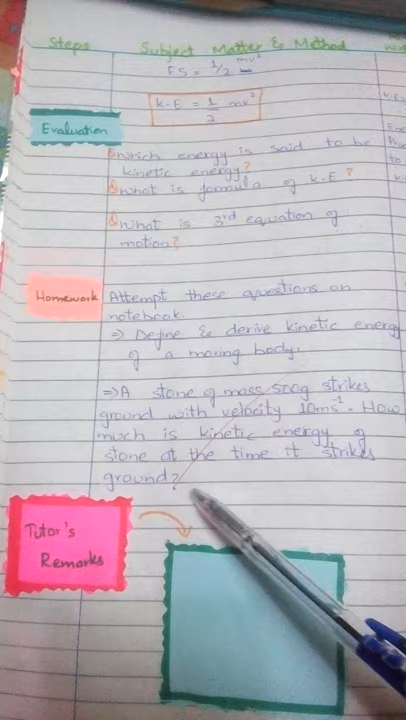 Steps Subject Matter & Method
FS = 1/2 mv²
K.E = 1/2 mv²
Evaluation
which energy is said to be
kinetic energy?
what is formula of K.E?
What is 3rd equation of
motion?
Homework Attempt these questions on
notebook.
⇒ Define & derive kinetic energy
of a moving body.
⇒ A stone of mass 500g strikes
ground with velocity 10ms⁻¹. How
much is kinetic energy of
stone at the time it strikes
ground?
Tutor's
Remarks